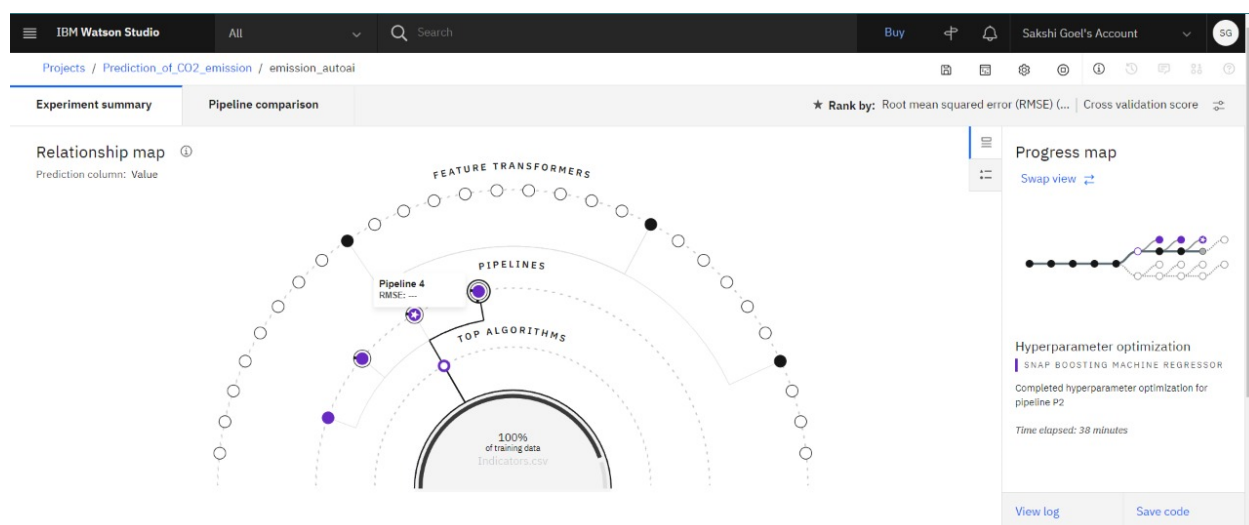 IBM Watson Studio
All
Search
Buy
Sakshi Goel's Account
SG
Projects / Prediction_of_CO2_emission / emission_autoai
Experiment summary
Pipeline comparison
★ Rank by: Root mean squared error (RMSE) (... | Cross validation score
Relationship map
Prediction column: Value
FEATURE TRANSFORMERS
PIPELINES
Pipeline 4
RMSE: ---
TOP ALGORITHMS
100%
of training data
Indicators.csv
Progress map
Swap view
Hyperparameter optimization
SNAP BOOSTING MACHINE REGRESSOR
Completed hyperparameter optimization for
pipeline P2
Time elapsed: 38 minutes
View log
Save code